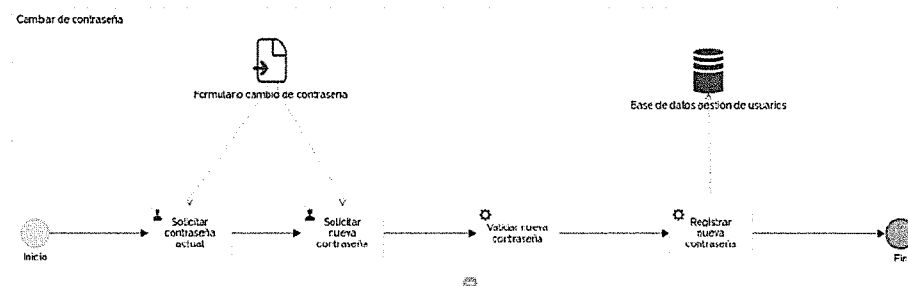 Cambiar de contraseña
Formulario cambio de contraseña
Base de datos gestión de usuarios
Solicitar
contraseña
actual
Solicitar
nueva
contraseña
Validar nueva
contraseña
Registrar
nueva
contraseña
Inicio
Fin